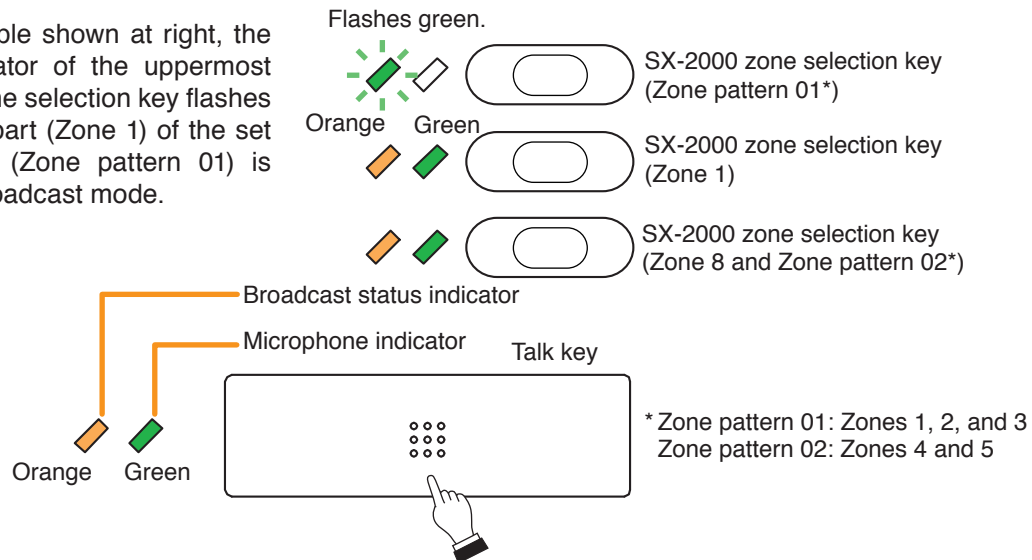 Flashes green.
ple shown at right, the
ator of the uppermost
ne selection key flashes
part (Zone 1) of the set
(Zone pattern 01) is
oadcast mode.
SX-2000 zone selection key
(Zone pattern 01*)
Orange Green
SX-2000 zone selection key
(Zone 1)
SX-2000 zone selection key
(Zone 8 and Zone pattern 02*)
Broadcast status indicator
Microphone indicator
Talk key
Orange Green
* Zone pattern 01: Zones 1, 2, and 3
Zone pattern 02: Zones 4 and 5